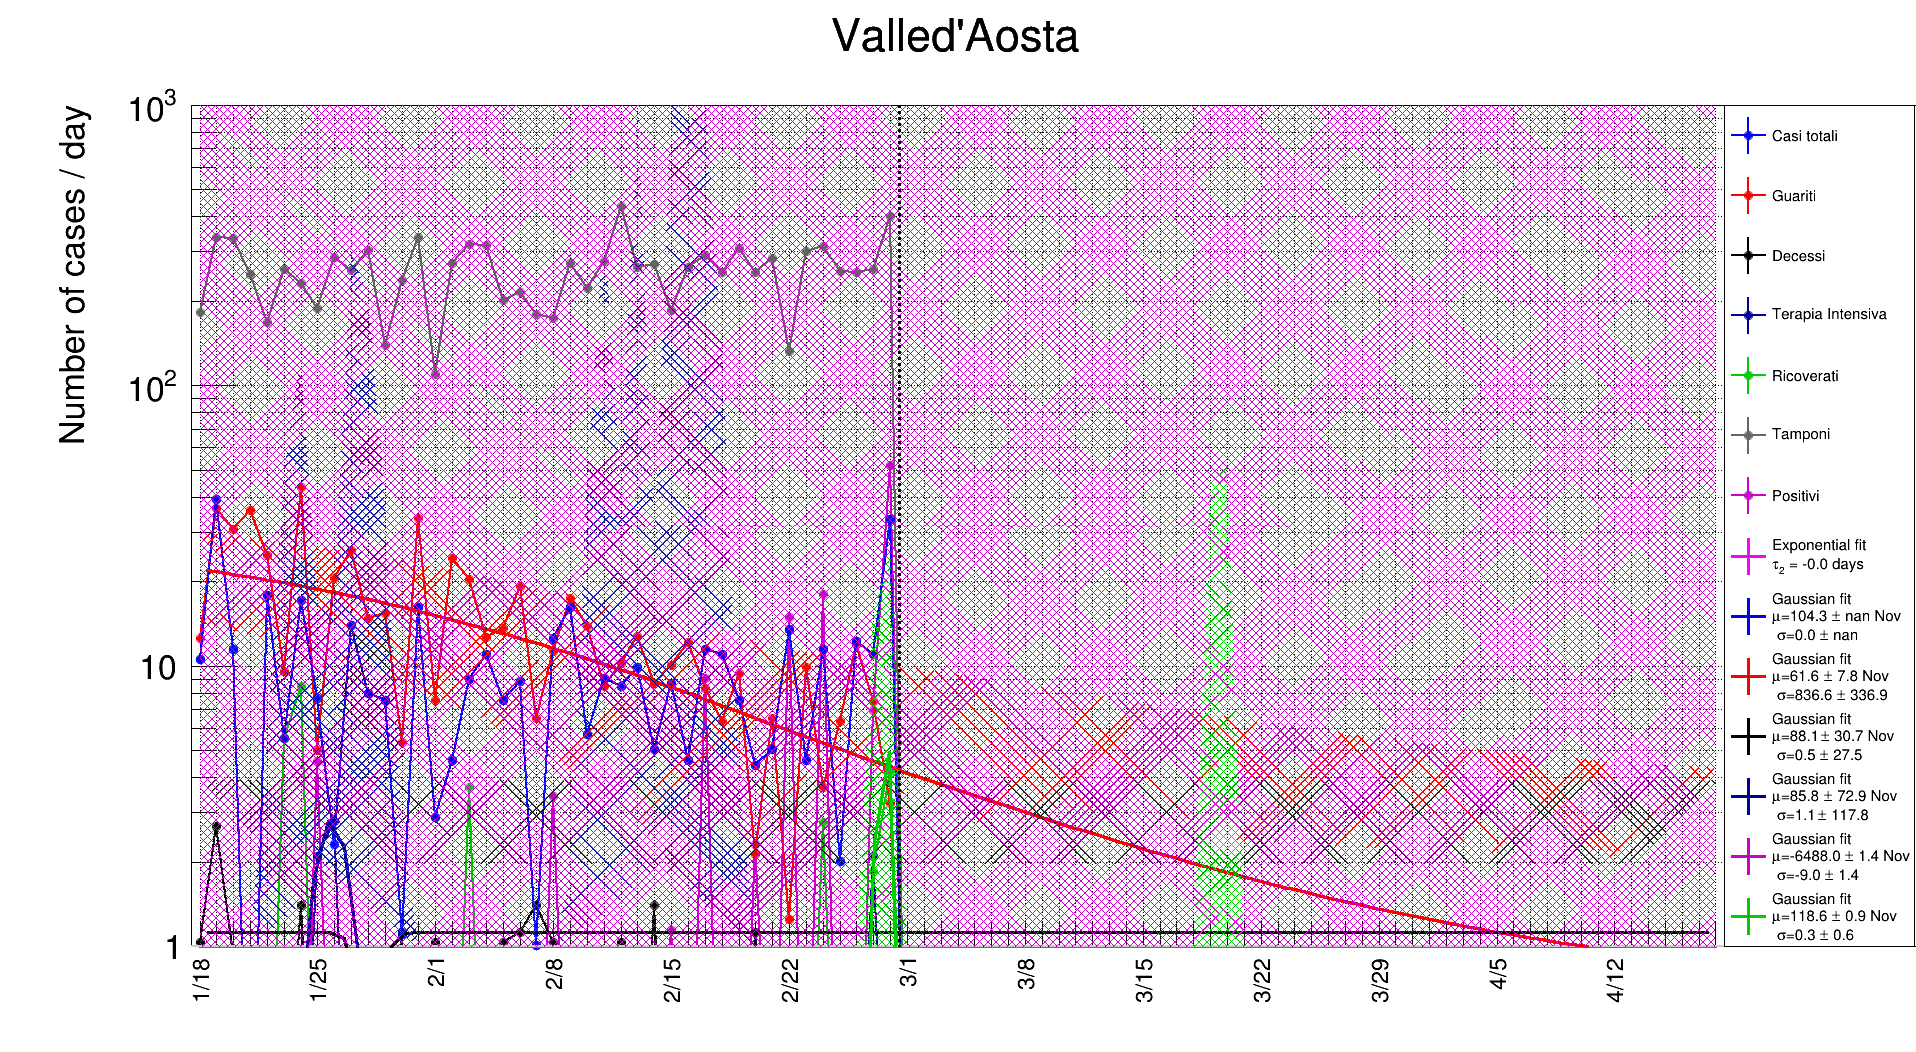 Valled'Aosta
Number of cases / day
10³
10²
10
1
1/18
1/25
2/1
2/8
2/15
2/22
3/1
3/8
3/15
3/22
3/29
4/5
4/12
Casi totali
Guariti
Decessi
Terapia Intensiva
Ricoverati
Tamponi
Positivi
Exponential fit
τ₂ = -0.0 days
Gaussian fit
μ=104.3 ± nan Nov
σ=0.0 ± nan
Gaussian fit
μ=61.6 ± 7.8 Nov
σ=836.6 ± 336.9
Gaussian fit
μ=88.1 ± 30.7 Nov
σ=0.5 ± 27.5
Gaussian fit
μ=85.8 ± 72.9 Nov
σ=1.1 ± 117.8
Gaussian fit
μ=-6488.0 ± 1.4 Nov
σ=-9.0 ± 1.4
Gaussian fit
μ=118.6 ± 0.9 Nov
σ=0.3 ± 0.6